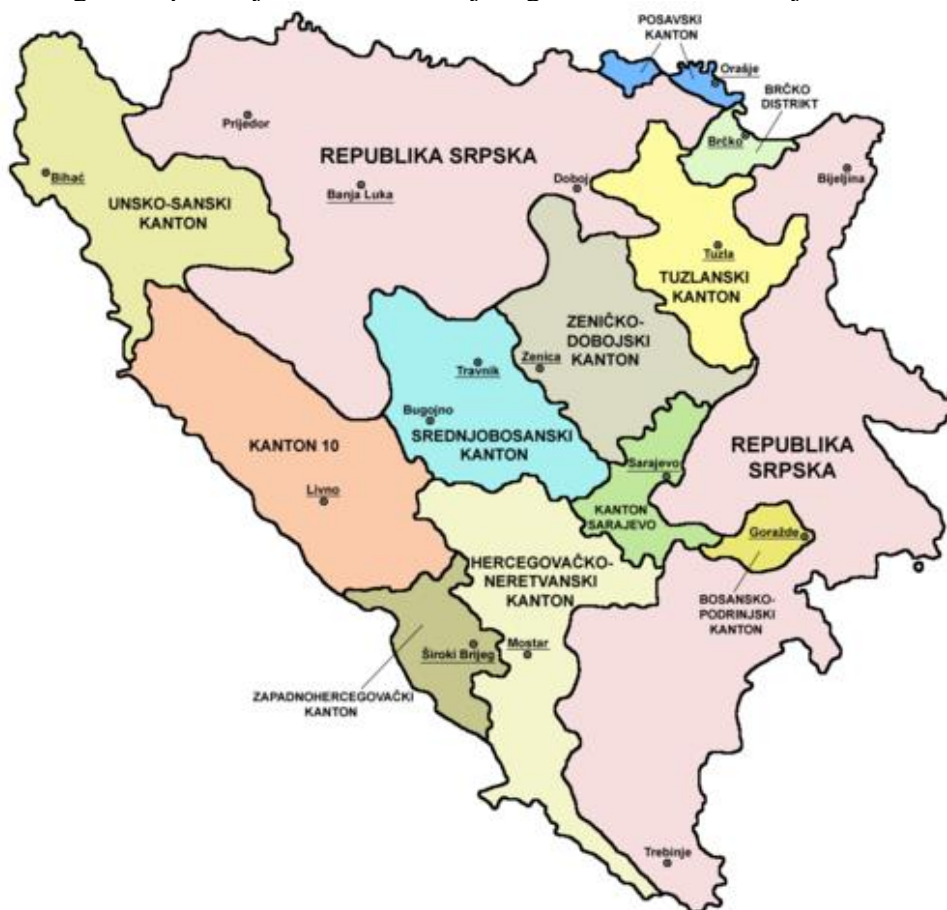 POSAVSKI
KANTON
Orašje
BRČKO
DISTRIKT
Prijedor
Brčko
REPUBLIKA SRPSKA
Bihać
Banja Luka
Doboj
Bijeljina
UNSKO-SANSKI
KANTON
Tuzla
TUZLANSKI
KANTON
ZENIČKO-
DOBOJSKI
KANTON
Zenica
Travnik
Bugojno
SREDNJOBOSANSKI
KANTON
KANTON 10
REPUBLIKA
SRPSKA
Sarajevo
Livno
KANTON
SARAJEVO
Goražde
HERCEGOVAČKO-
NERETVANSKI
KANTON
BOSANSKO-
PODRINJSKI
KANTON
Mostar
Široki Brijeg
ZAPADNOHERCEGOVAČKI
KANTON
Trebinje